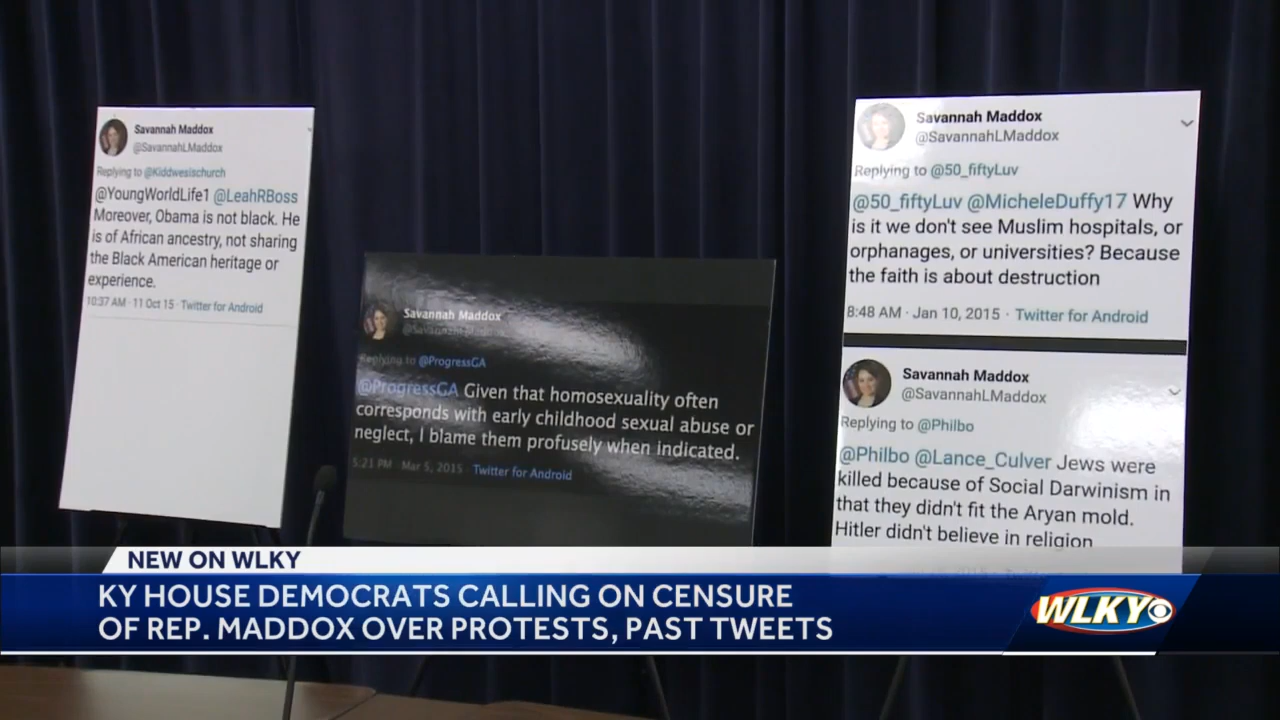 Savannah Maddox
@SavannahLMaddox
Replying to @Kiddwesischurch
@YoungWorldLife1 @LeahRBoss
Moreover, Obama is not black. He
is of African ancestry, not sharing
the Black American heritage or
experience.
10:37 AM · 11 Oct 15 · Twitter for Android
Savannah Maddox
Replying to @ProgressGA
@ProgressGA Given that homosexuality often
corresponds with early childhood sexual abuse or
neglect, I blame them profusely when indicated.
5:21 PM Mar 5, 2015 · Twitter for Android
Savannah Maddox
@SavannahLMaddox
Replying to @50_fiftyLuv
@50_fiftyLuv @MicheleDuffy17 Why
is it we don't see Muslim hospitals, or
orphanages, or universities? Because
the faith is about destruction
8:48 AM · Jan 10, 2015 · Twitter for Android
Savannah Maddox
@SavannahLMaddox
Replying to @Philbo
@Philbo @Lance_Culver Jews were
killed because of Social Darwinism in
that they didn't fit the Aryan mold.
Hitler didn't believe in religion
NEW ON WLKY
KY HOUSE DEMOCRATS CALLING ON CENSURE
OF REP. MADDOX OVER PROTESTS, PAST TWEETS
WLKY